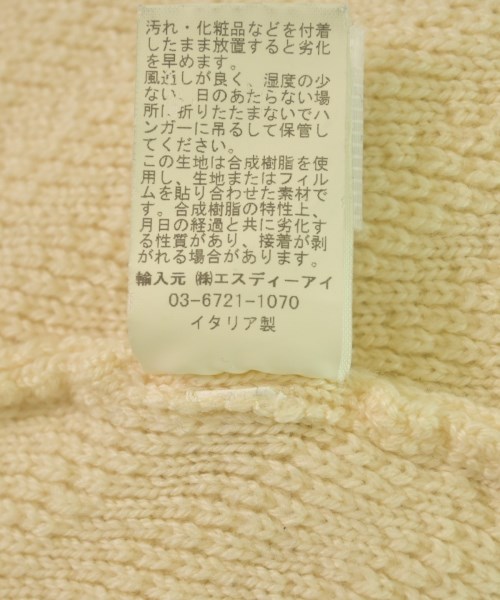 汚れ・化粧品などを付着
したまま放置すると劣化
を早めます。
風通しが良く、湿度の少
ない、日のあたらない場
所に折りたたまないでハ
ンガーに吊るして保管し
てください。
この生地は合成樹脂を使
用し、生地またはフィル
ムを貼り合わせた素材で
す。合成樹脂の特性上、
月日の経過と共に劣化す
る性質があり、接着が剥
がれる場合があります。
輸入元 ㈱エスディーアイ
03-6721-1070
イタリア製